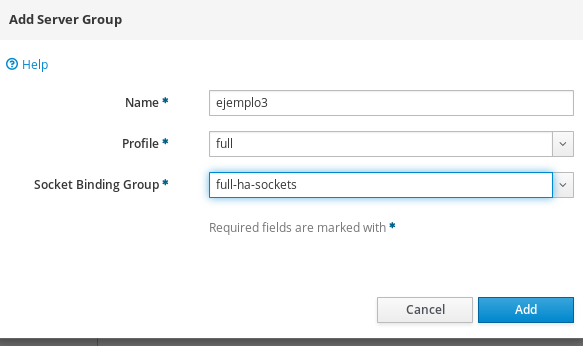 Add Server Group
Help
Name *
ejemplo3
Profile *
full
Socket Binding Group *
full-ha-sockets
Required fields are marked with *
Cancel
Add